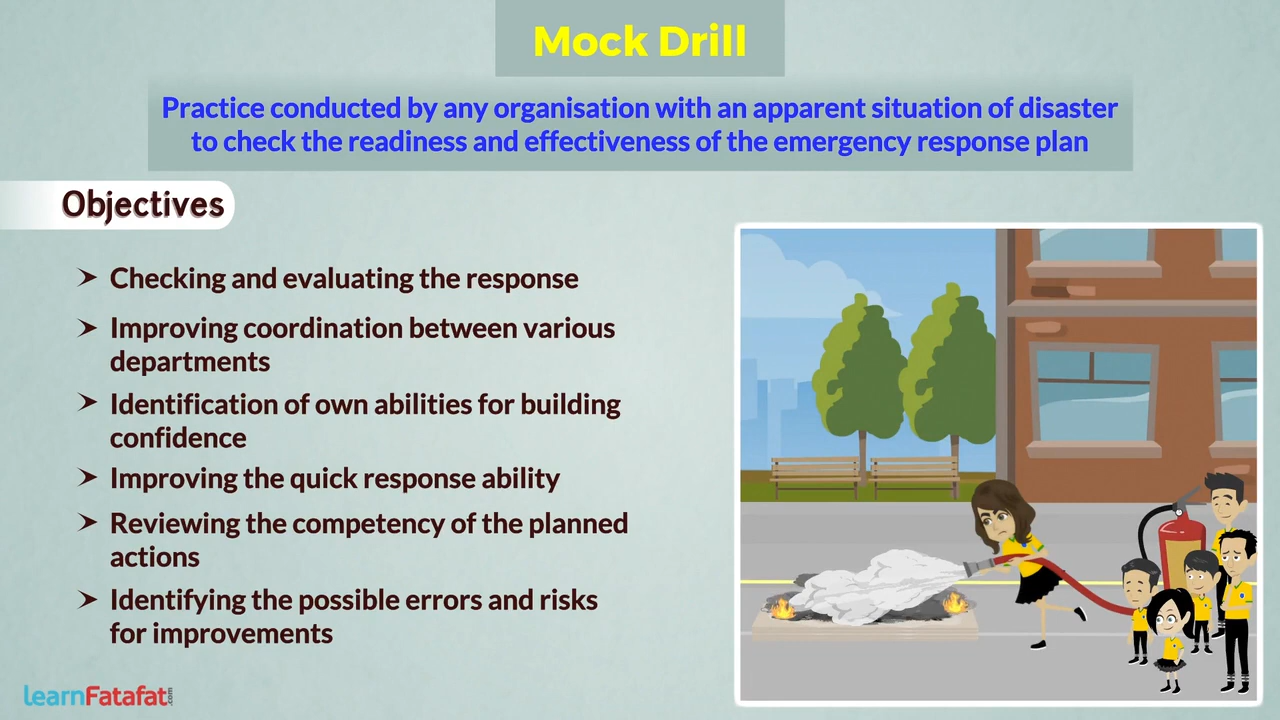 Mock Drill
Practice conducted by any organisation with an apparent situation of disaster
to check the readiness and effectiveness of the emergency response plan
Objectives
➤ Checking and evaluating the response
➤ Improving coordination between various
departments
➤ Identification of own abilities for building
confidence
➤ Improving the quick response ability
➤ Reviewing the competency of the planned
actions
➤ Identifying the possible errors and risks
for improvements
learnFatafat.com